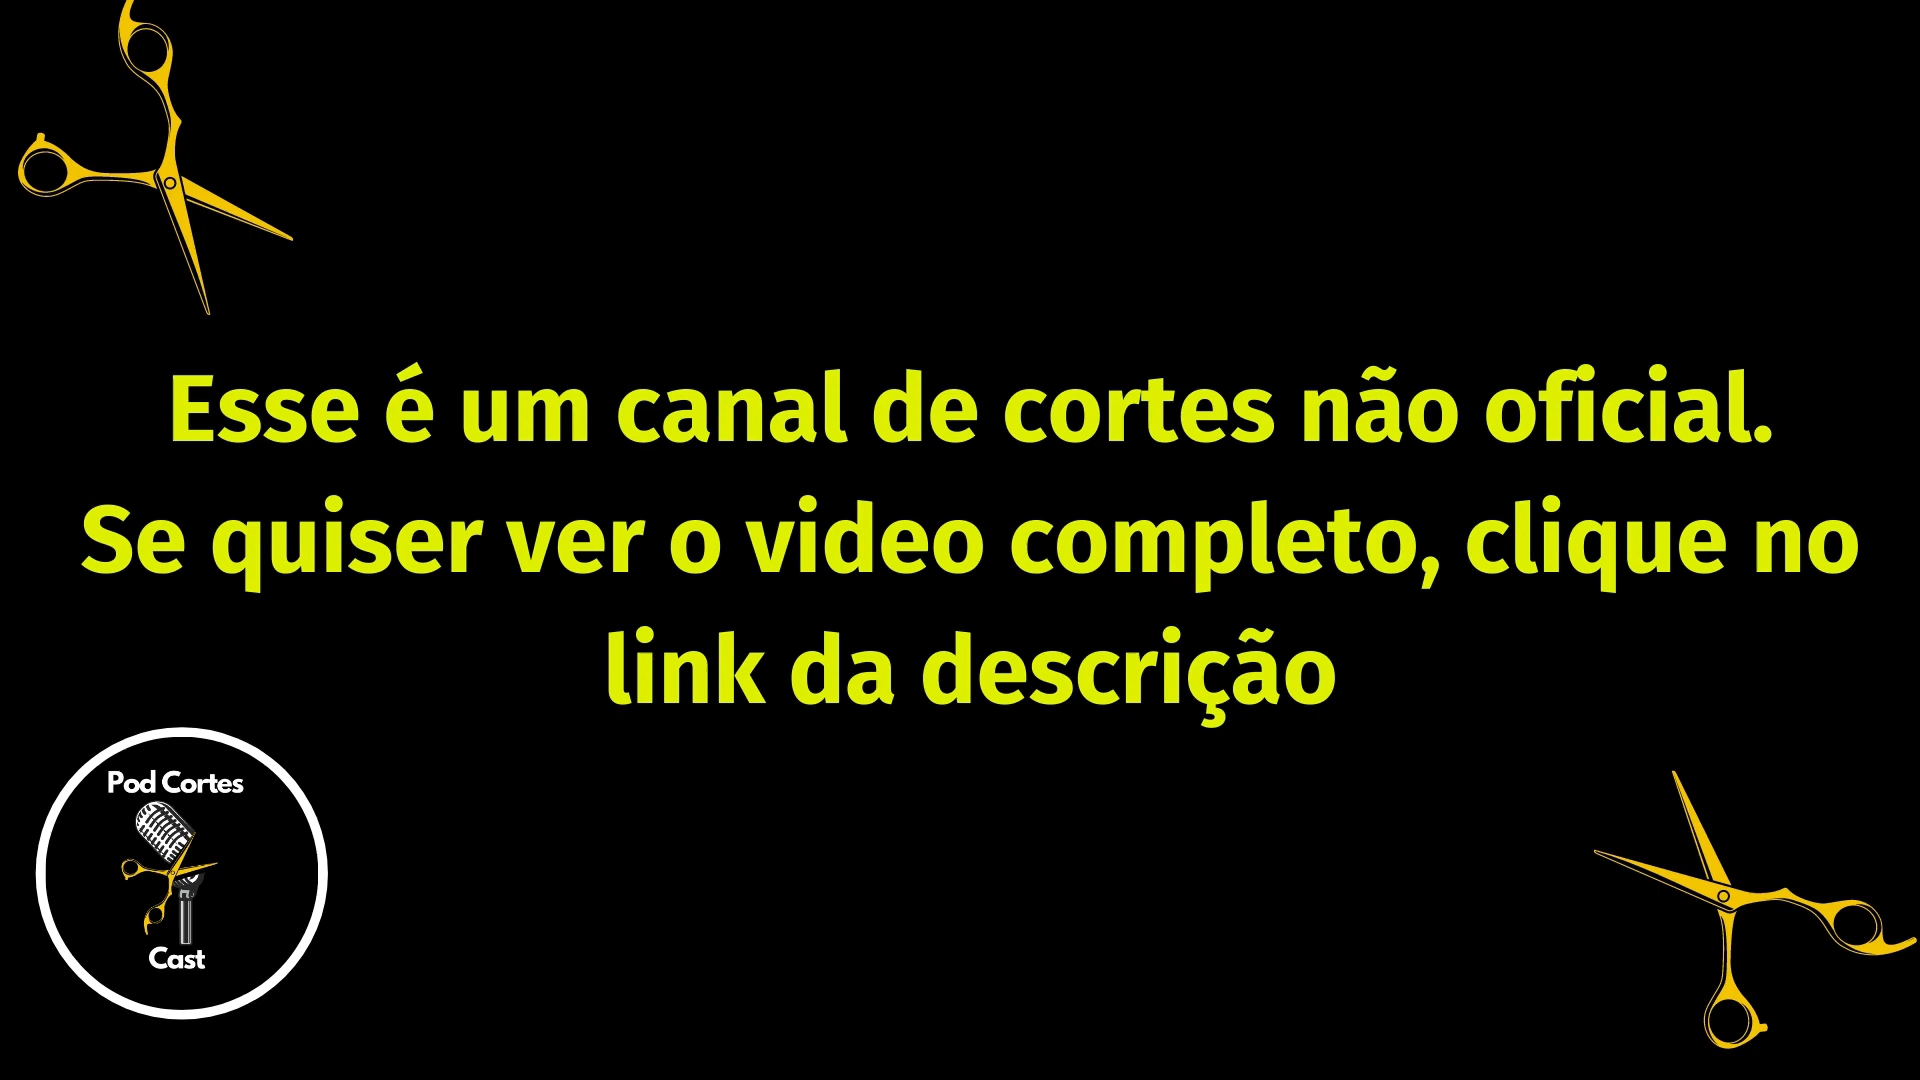 Esse é um canal de cortes não oficial.
Se quiser ver o video completo, clique no
link da descrição
Pod Cortes
Cast